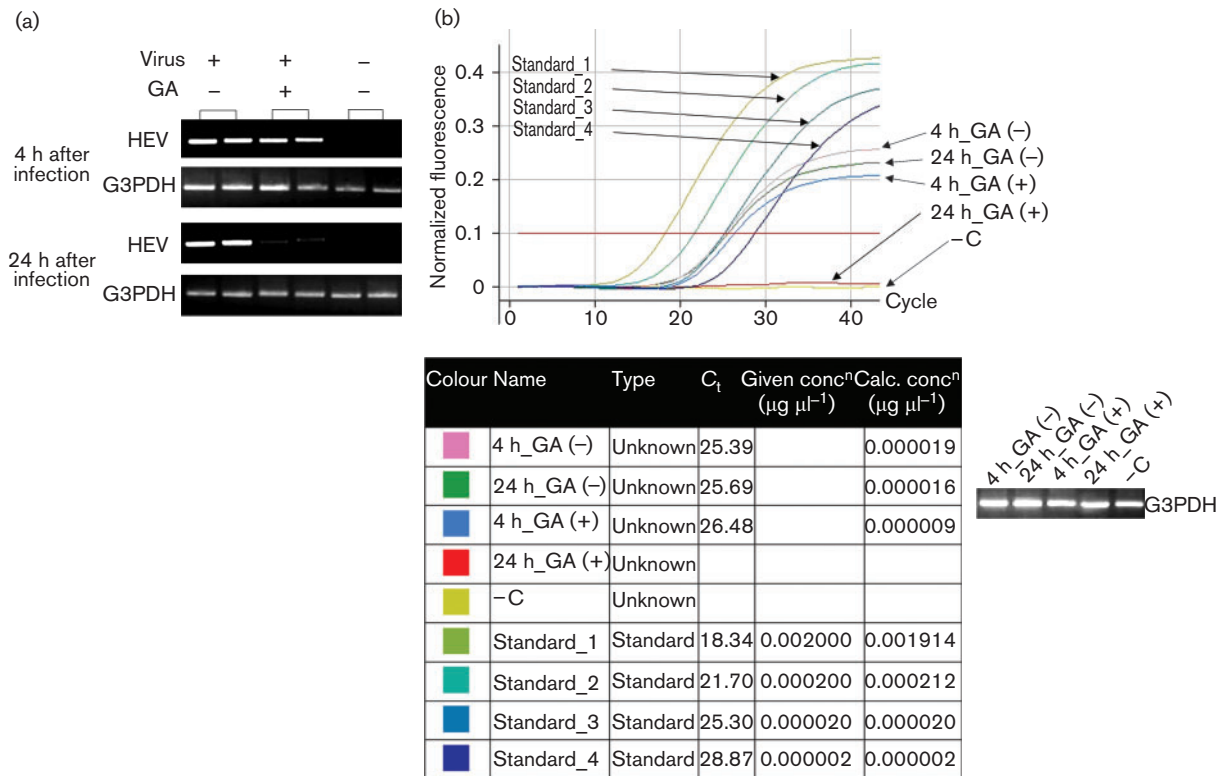 (a)
Virus + + –
GA – + –
4 h after infection
HEV
G3PDH
24 h after infection
HEV
G3PDH
(b)
Normalized fluorescence
0.4
0.3
0.2
0.1
0
0 10 20 30 40
Cycle
Standard_1
Standard_2
Standard_3
Standard_4
4 h_GA (–)
24 h_GA (–)
4 h_GA (+)
24 h_GA (+)
–C
Colour Name Type Cₜ Given concⁿ (μg μl⁻¹) Calc. concⁿ (μg μl⁻¹)
4 h_GA (–) Unknown 25.39 0.000019
24 h_GA (–) Unknown 25.69 0.000016
4 h_GA (+) Unknown 26.48 0.000009
24 h_GA (+) Unknown
–C Unknown
Standard_1 Standard 18.34 0.002000 0.001914
Standard_2 Standard 21.70 0.000200 0.000212
Standard_3 Standard 25.30 0.000020 0.000020
Standard_4 Standard 28.87 0.000002 0.000002
4 h_GA (–)
24 h_GA (–)
4 h_GA (+)
24 h_GA (+)
–C
G3PDH